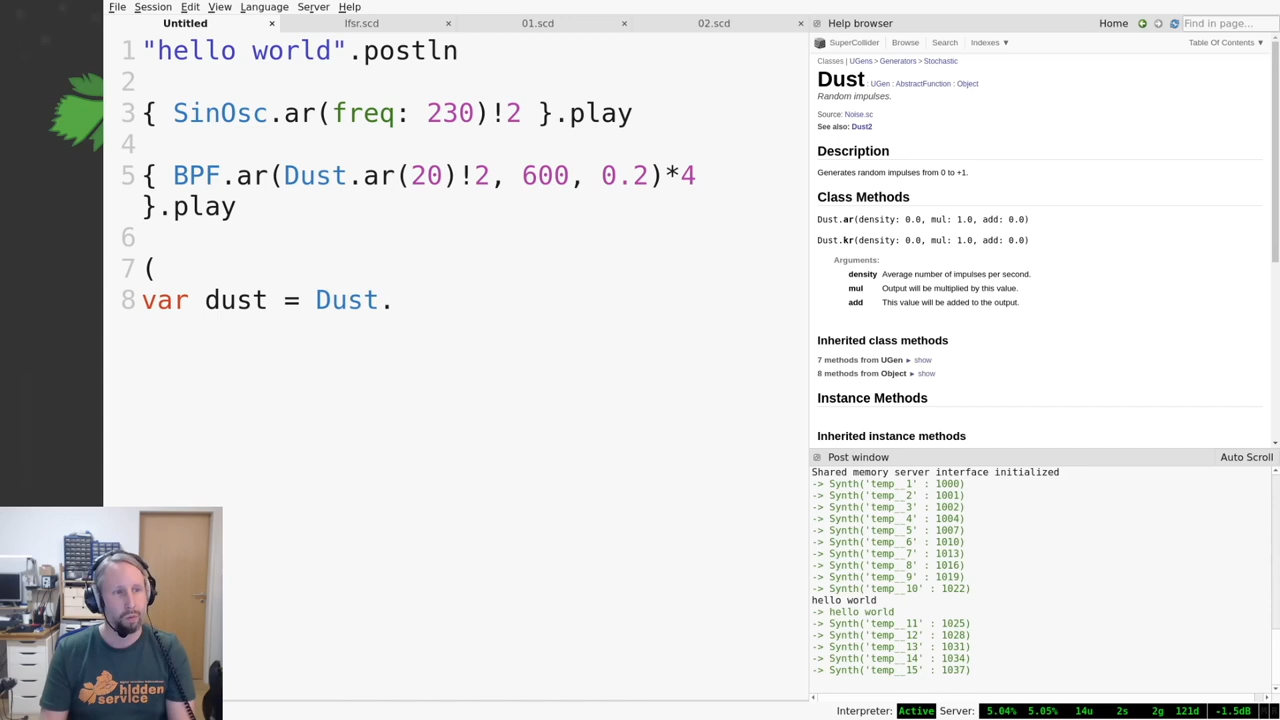 File Session Edit View Language Server Help
Untitled × lfsr.scd × 01.scd × 02.scd ×
1 "hello world".postln
2
3 { SinOsc.ar(freq: 230)!2 }.play
4
5 { BPF.ar(Dust.ar(20)!2, 600, 0.2)*4
}.play
6
7 (
8 var dust = Dust.
Help browser Home Find in page...
SuperCollider Browse Search Indexes ▼ Table Of Contents ▼
Classes | UGens > Generators > Stochastic
Dust : UGen : AbstractFunction : Object
Random impulses.
Source: Noise.sc
See also: Dust2
Description
Generates random impulses from 0 to +1.
Class Methods
Dust.ar(density: 0.0, mul: 1.0, add: 0.0)
Dust.kr(density: 0.0, mul: 1.0, add: 0.0)
Arguments:
density Average number of impulses per second.
mul Output will be multiplied by this value.
add This value will be added to the output.
Inherited class methods
7 methods from UGen ► show
8 methods from Object ► show
Instance Methods
Inherited instance methods
Post window Auto Scroll
Shared memory server interface initialized
-> Synth('temp__1' : 1000)
-> Synth('temp__2' : 1001)
-> Synth('temp__3' : 1002)
-> Synth('temp__4' : 1004)
-> Synth('temp__5' : 1007)
-> Synth('temp__6' : 1010)
-> Synth('temp__7' : 1013)
-> Synth('temp__8' : 1016)
-> Synth('temp__9' : 1019)
-> Synth('temp__10' : 1022)
hello world
-> hello world
-> Synth('temp__11' : 1025)
-> Synth('temp__12' : 1028)
-> Synth('temp__13' : 1031)
-> Synth('temp__14' : 1034)
-> Synth('temp__15' : 1037)
Interpreter: Active Server: 5.04% 5.05% 14u 2s 2g 121d -1.5dB
hidden
service